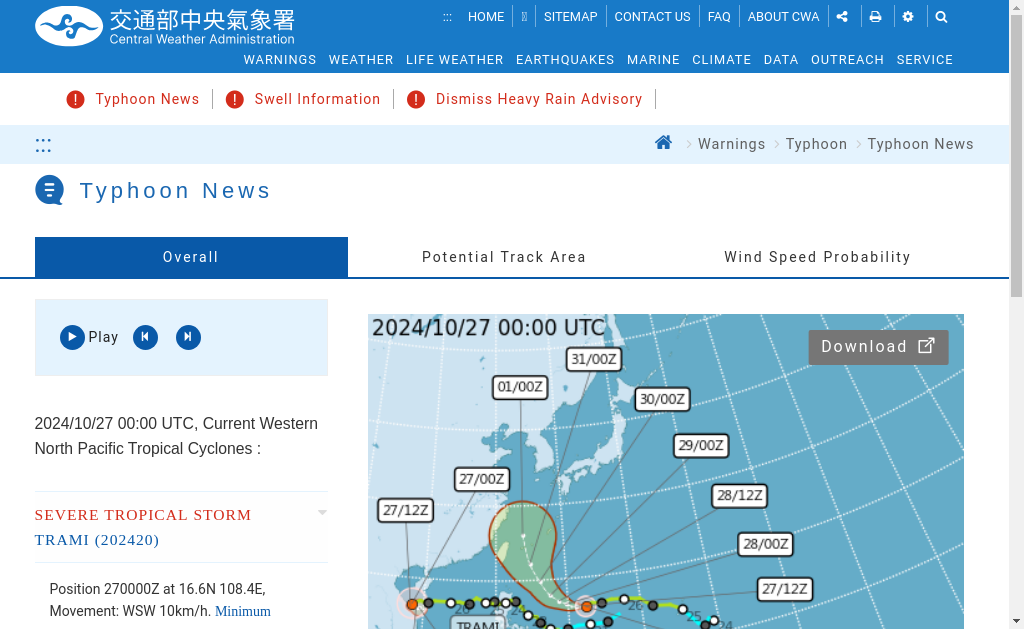 交通部中央氣象署
Central Weather Administration
::: HOME SITEMAP CONTACT US FAQ ABOUT CWA
WARNINGS WEATHER LIFE WEATHER EARTHQUAKES MARINE CLIMATE DATA OUTREACH SERVICE
Typhoon News Swell Information Dismiss Heavy Rain Advisory
:::
Warnings Typhoon Typhoon News
Typhoon News
Overall Potential Track Area Wind Speed Probability
Play
2024/10/27 00:00 UTC, Current Western
North Pacific Tropical Cyclones :
SEVERE TROPICAL STORM
TRAMI (202420)
Position 270000Z at 16.6N 108.4E,
Movement: WSW 10km/h. Minimum
2024/10/27 00:00 UTC
Download
31/00Z
01/00Z
30/00Z
29/00Z
27/00Z
28/12Z
27/12Z
28/00Z
27/12Z
26
25
24
TRAMI